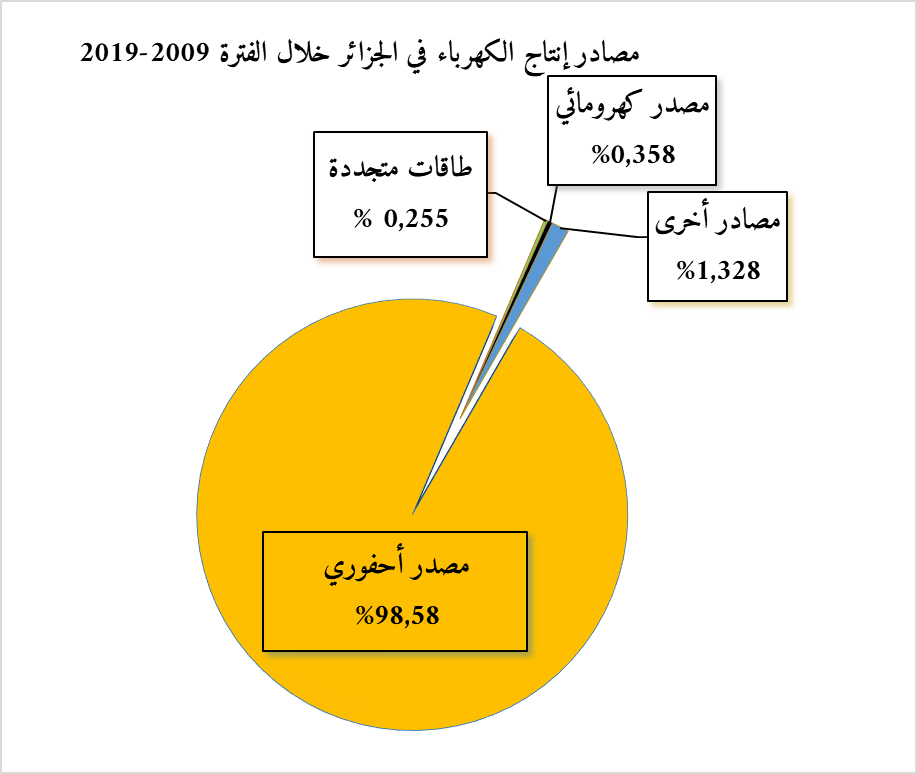 مصادر إنتاج الكهرباء في الجزائر خلال الفترة 2009-2019
مصدر كهرومائي
%0,358
طاقات متجددة
% 0,255
مصادر أخرى
%1,328
مصدر أحفوري
%98,58